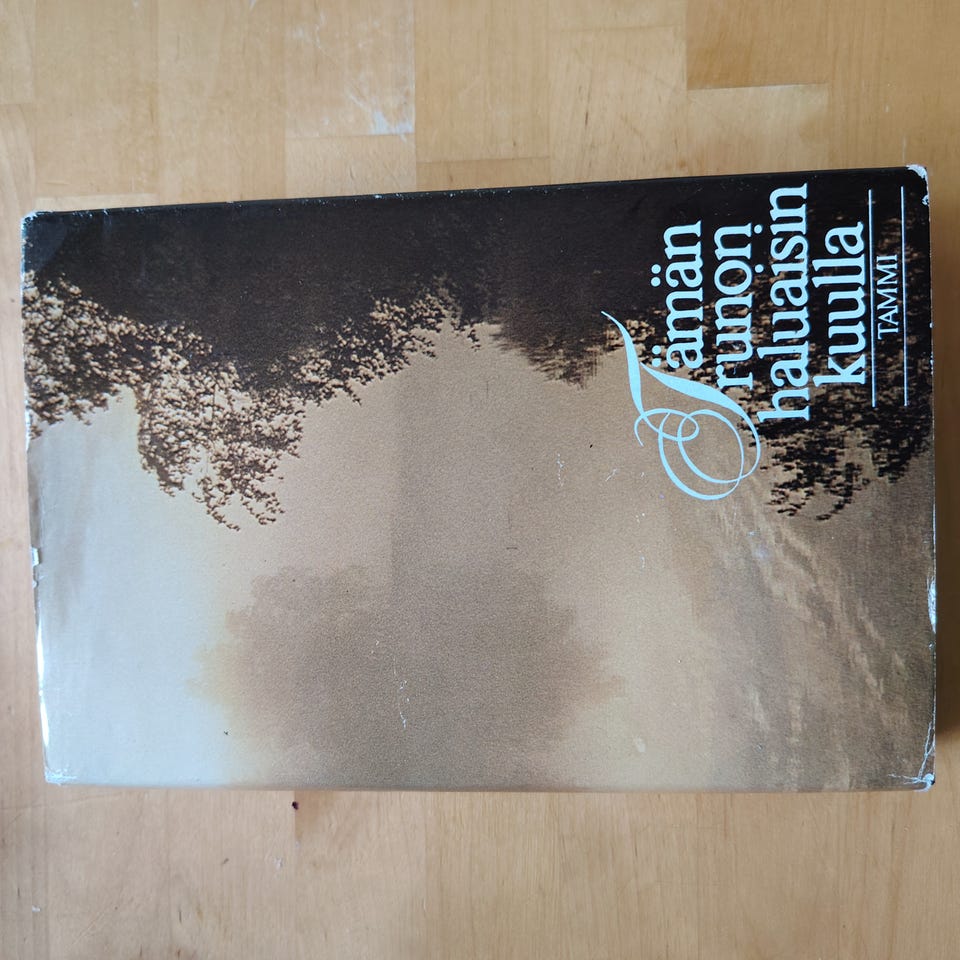 Tämän
runon
haluaisin
kuulla
TAMMI